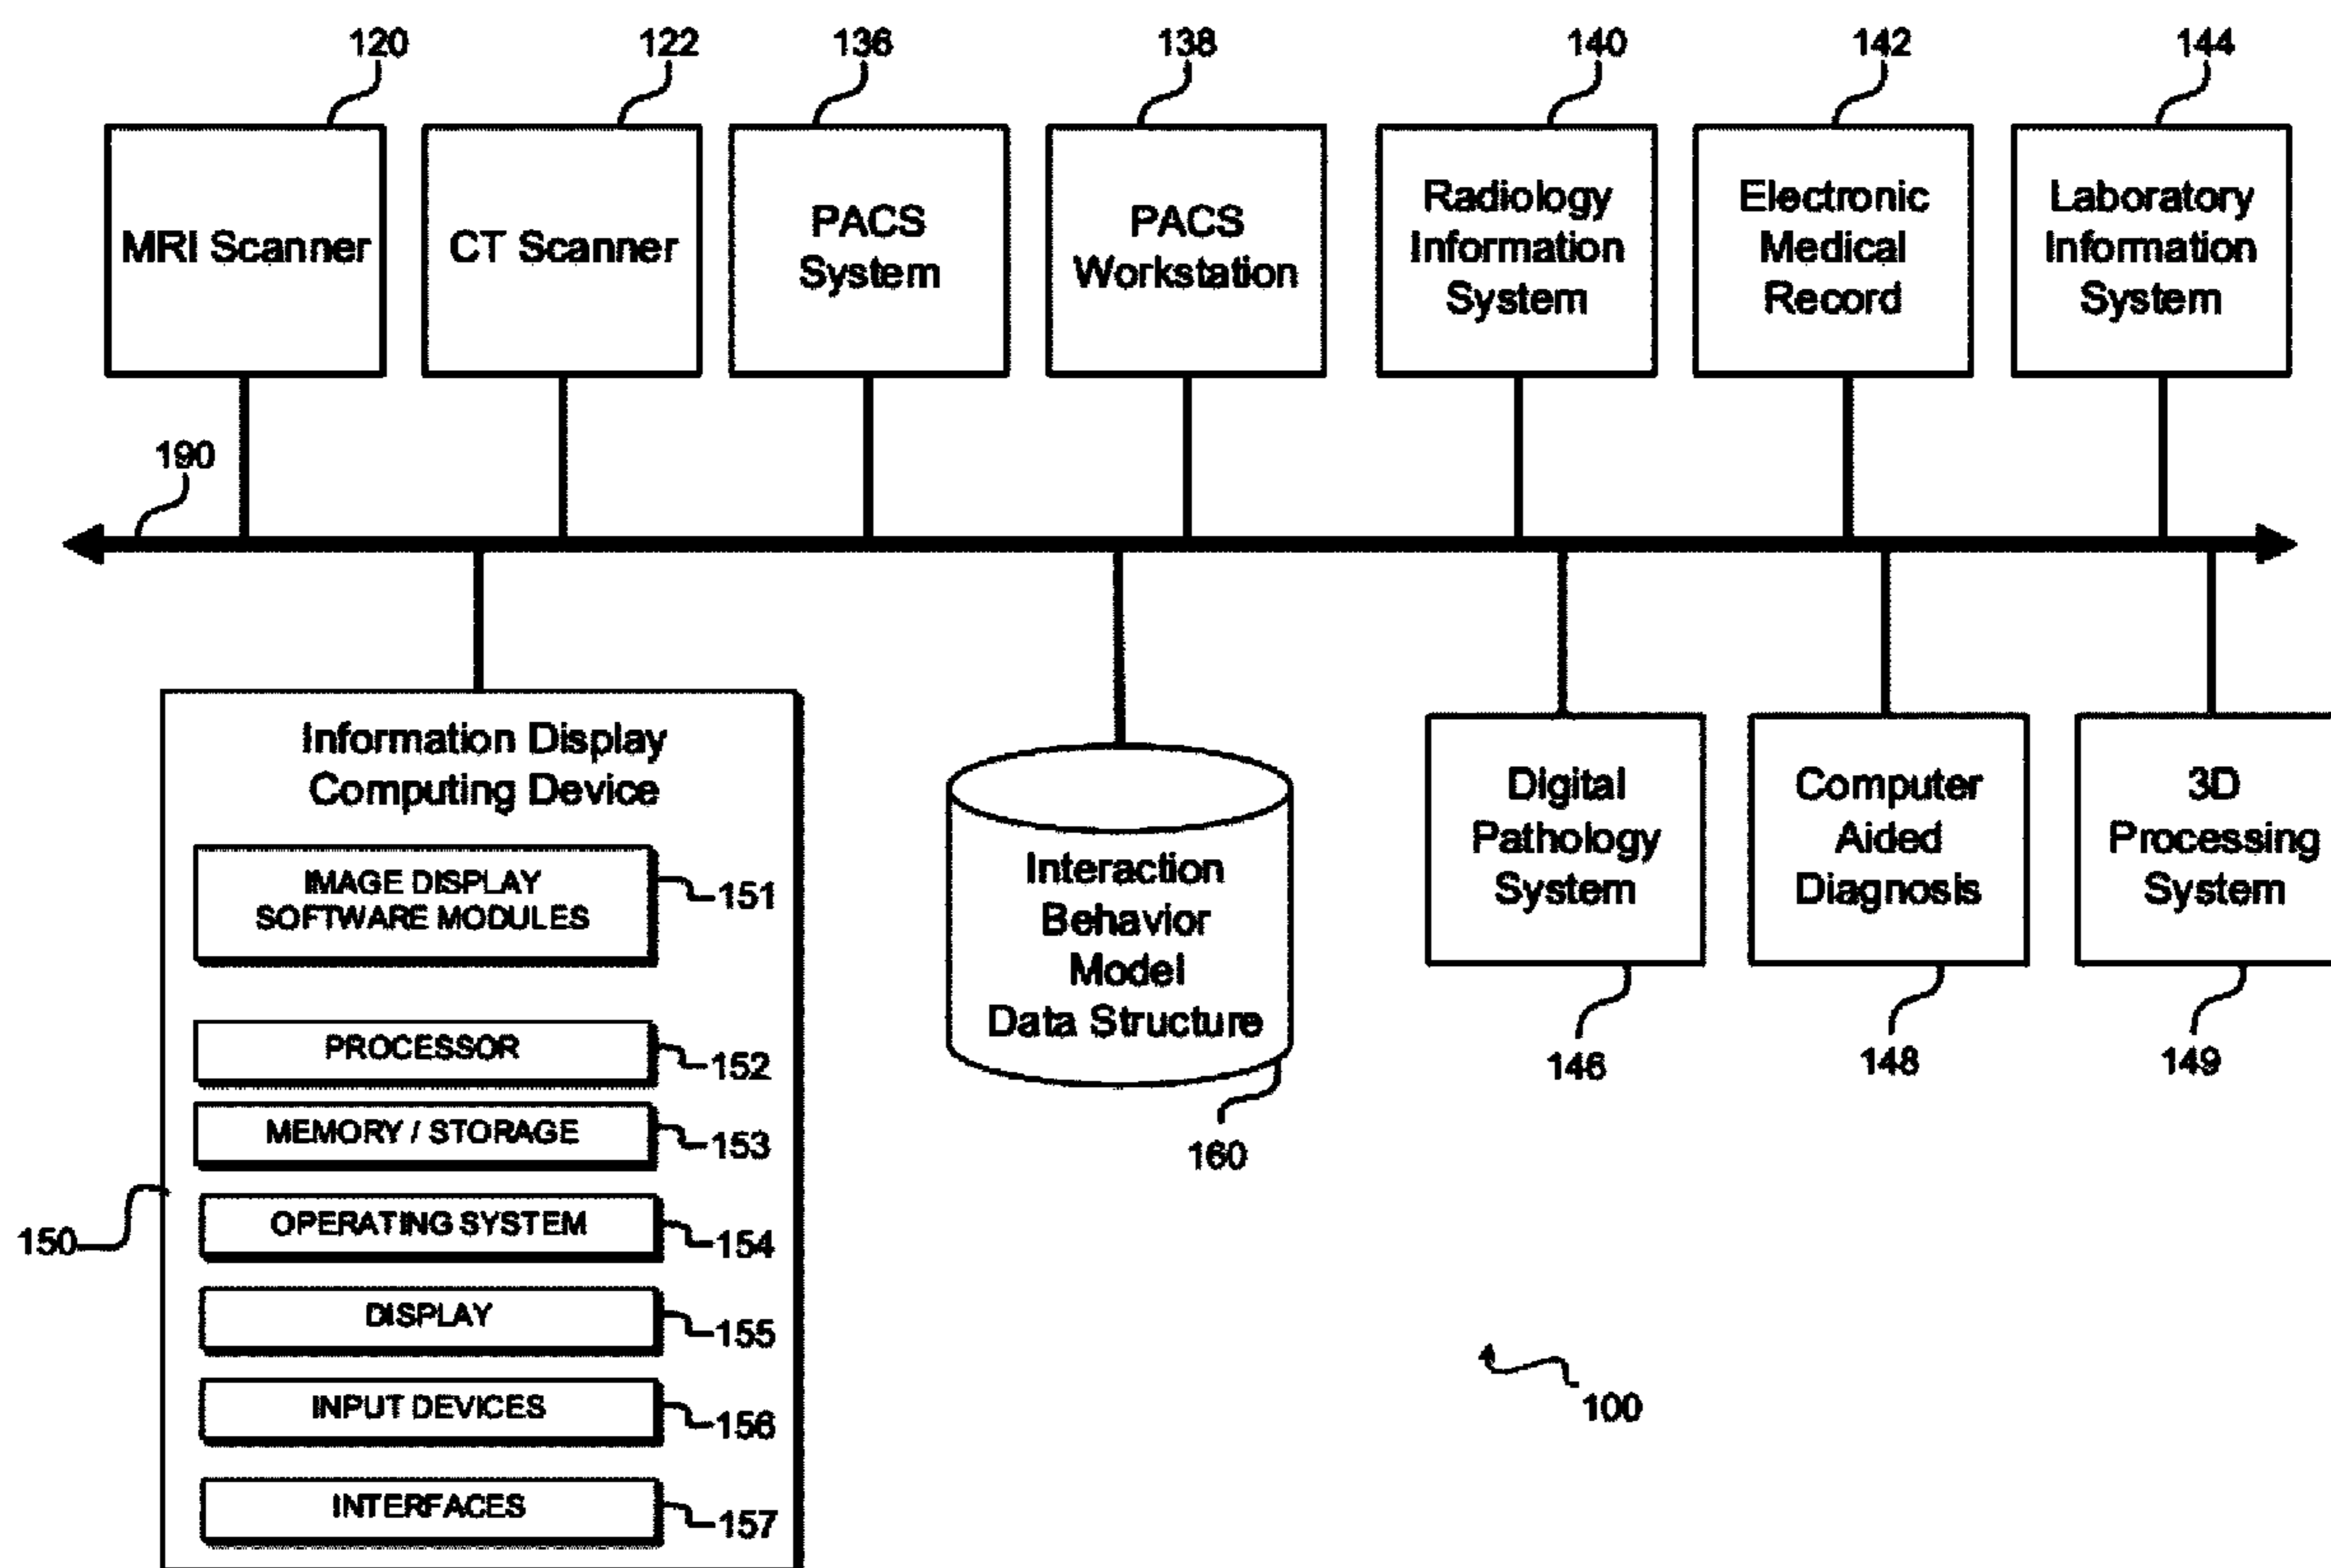 120
122
136
138
140
142
144
MRI Scanner
CT Scanner
PACS
System
PACS
Workstation
Radiology
Information
System
Electronic
Medical
Record
Laboratory
Information
System
190
Information Display
Computing Device
IMAGE DISPLAY
SOFTWARE MODULES
151
PROCESSOR
152
MEMORY / STORAGE
153
OPERATING SYSTEM
154
DISPLAY
155
INPUT DEVICES
156
INTERFACES
157
150
Interaction
Behavior
Model
Data Structure
160
Digital
Pathology
System
146
Computer
Aided
Diagnosis
148
3D
Processing
System
149
100